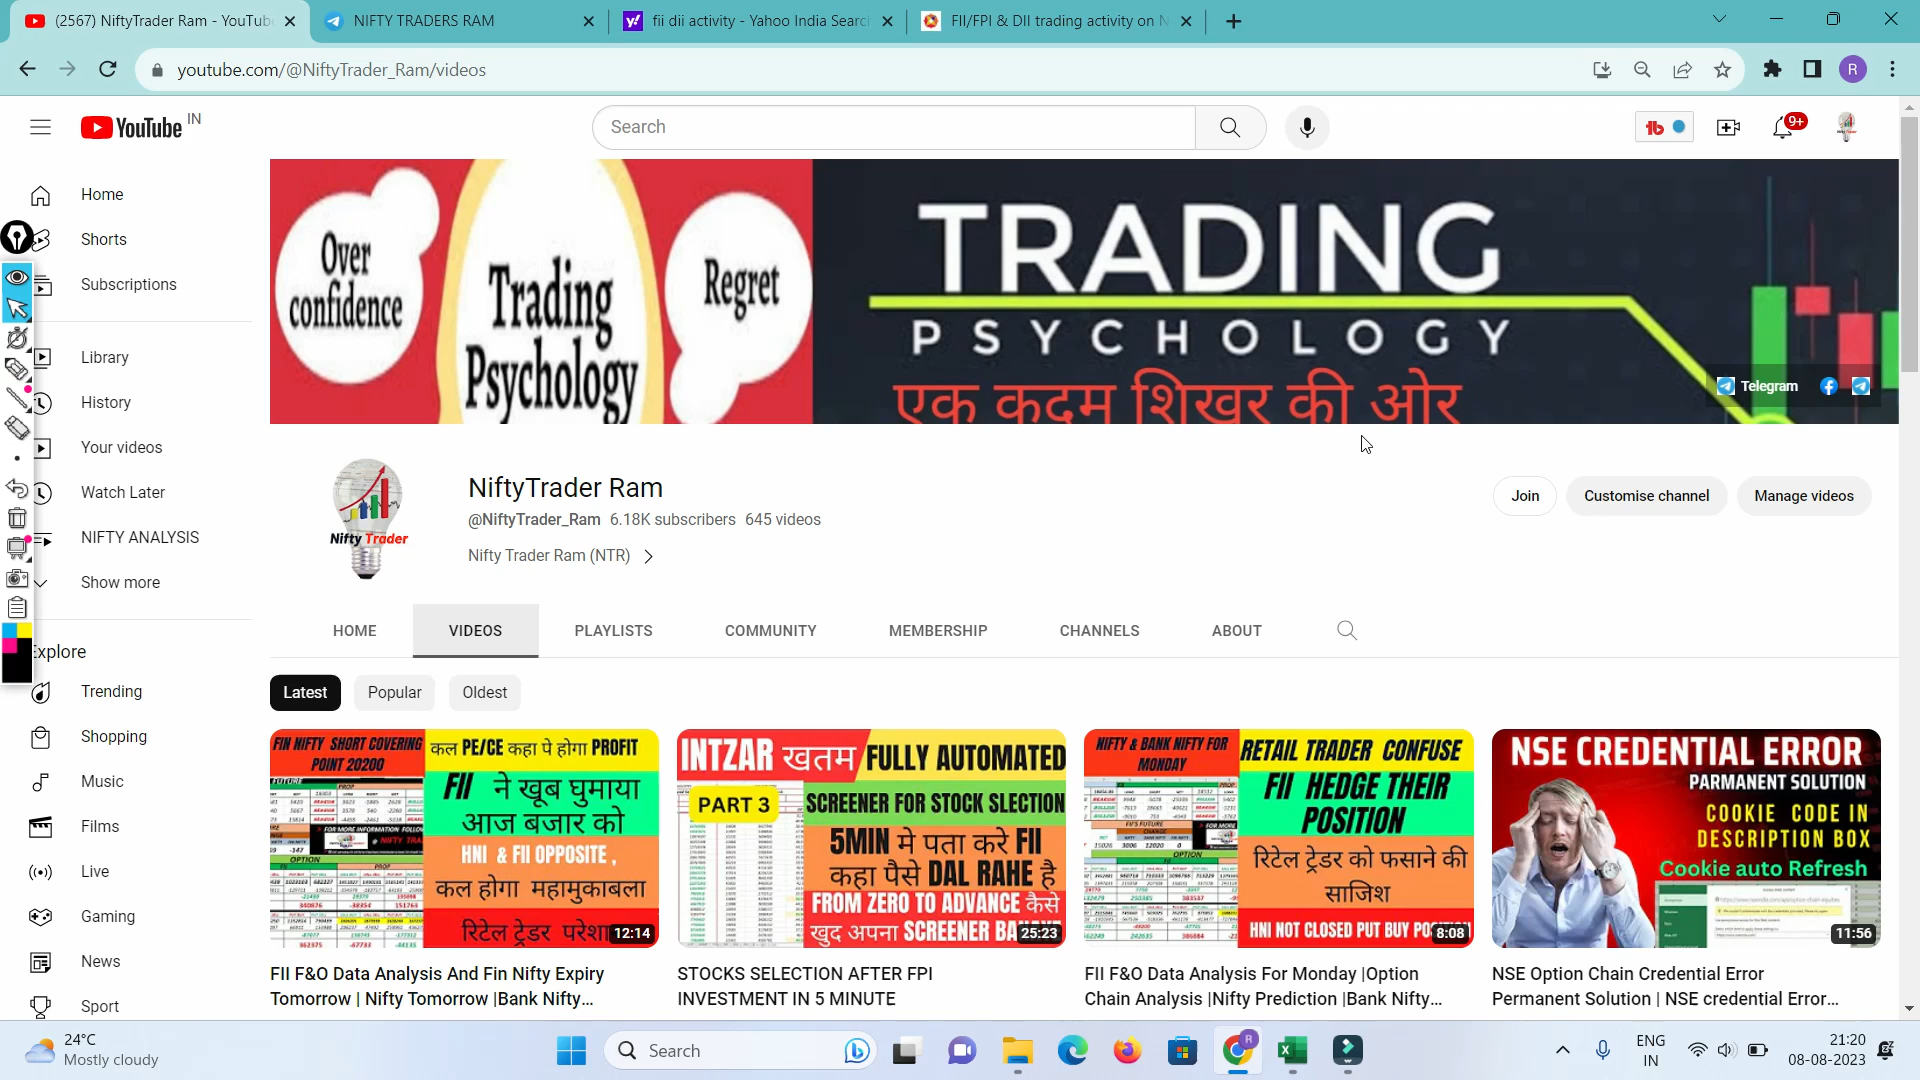 (2567) NiftyTrader Ram - YouTub
NIFTY TRADERS RAM
fii dii activity - Yahoo India Searc
FII/FPI & DII trading activity on N
youtube.com/@NiftyTrader_Ram/videos
R
YouTube IN
Search
9+
Home
Shorts
Subscriptions
Library
History
Your videos
Watch Later
NIFTY ANALYSIS
Show more
Explore
Trending
Shopping
Music
Films
Live
Gaming
News
Sport
Over
confidence
Trading
Psychology
Regret
TRADING
PSYCHOLOGY
एक कदम शिखर की ओर
Telegram
Nifty Trader
NiftyTrader Ram
@NiftyTrader_Ram 6.18K subscribers 645 videos
Nifty Trader Ram (NTR)
Join
Customise channel
Manage videos
HOME
VIDEOS
PLAYLISTS
COMMUNITY
MEMBERSHIP
CHANNELS
ABOUT
Latest
Popular
Oldest
FIN NIFTY SHORT COVERING
POINT 20200
कल PE/CE कहा पे होगा PROFIT
FII ने खूब घुमाया
आज बजार को
HNI & FII OPPOSITE ,
कल होगा महामुकाबला
रिटेल ट्रेडर
12:14
INTZAR खतम
FULLY AUTOMATED
PART 3
SCREENER FOR STOCK SLECTION
5MIN मे पता करे FII
कहा पैसे DAL RAHE है
FROM ZERO TO ADVANCE कैसे
खुद अपना SCREENER
25:23
NIFTY & BANK NIFTY FOR
MONDAY
RETAIL TRADER CONFUSE
FII HEDGE THEIR
POSITION
रिटेल ट्रेडर को फसाने की
साजिश
HNI NOT CLOSED PUT BUY
8:08
NSE CREDENTIAL ERROR
PARMANENT SOLUTION
COOKIE CODE IN
DESCRIPTION BOX
Cookie auto Refresh
11:56
FII F&O Data Analysis And Fin Nifty Expiry
Tomorrow | Nifty Tomorrow |Bank Nifty...
STOCKS SELECTION AFTER FPI
INVESTMENT IN 5 MINUTE
FII F&O Data Analysis For Monday |Option
Chain Analysis |Nifty Prediction |Bank Nifty...
NSE Option Chain Credential Error
Permanent Solution | NSE credential Error...
24°C
Mostly cloudy
Search
ENG
IN
21:20
08-08-2023